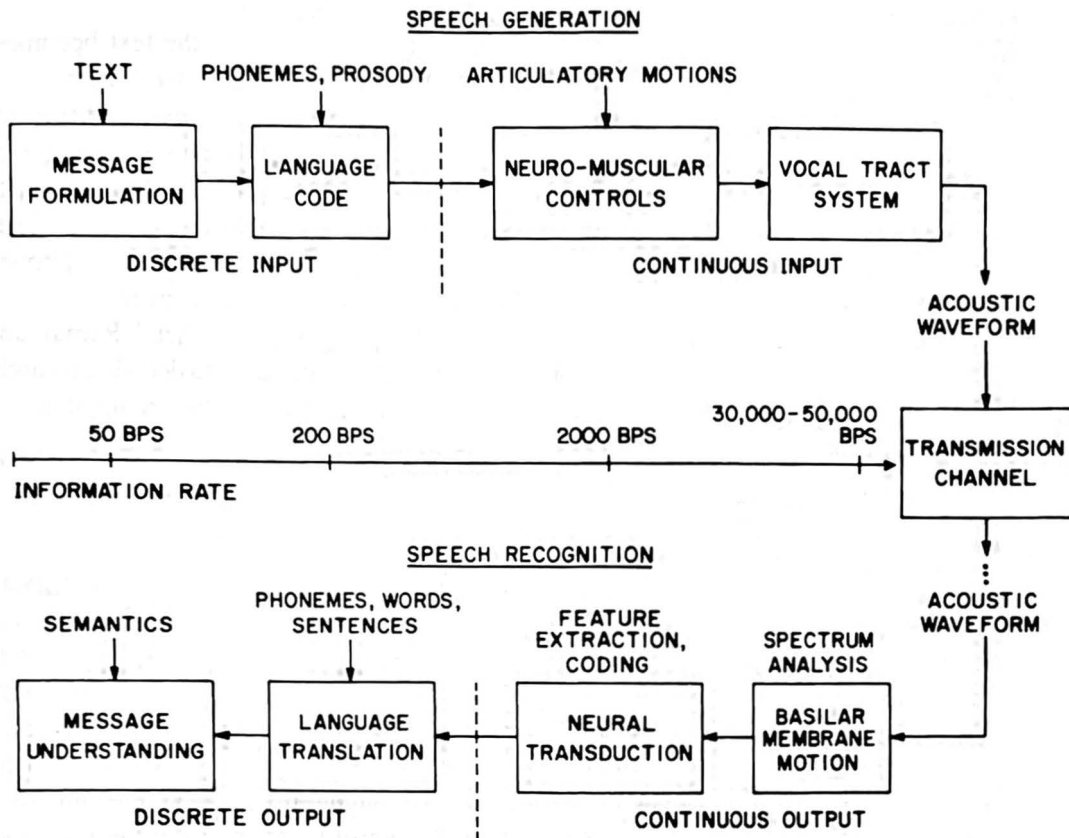 SPEECH GENERATION
the text becomes
TEXT
PHONEMES, PROSODY
ARTICULATORY MOTIONS
MESSAGE
FORMULATION
LANGUAGE
CODE
NEURO-MUSCULAR
CONTROLS
VOCAL TRACT
SYSTEM
DISCRETE INPUT
CONTINUOUS INPUT
ACOUSTIC
WAVEFORM
50 BPS
200 BPS
2000 BPS
30,000-50,000
BPS
INFORMATION RATE
TRANSMISSION
CHANNEL
SPEECH RECOGNITION
SEMANTICS
PHONEMES, WORDS,
SENTENCES
FEATURE
EXTRACTION,
CODING
SPECTRUM
ANALYSIS
ACOUSTIC
WAVEFORM
MESSAGE
UNDERSTANDING
LANGUAGE
TRANSLATION
NEURAL
TRANSDUCTION
BASILAR
MEMBRANE
MOTION
DISCRETE OUTPUT
CONTINUOUS OUTPUT